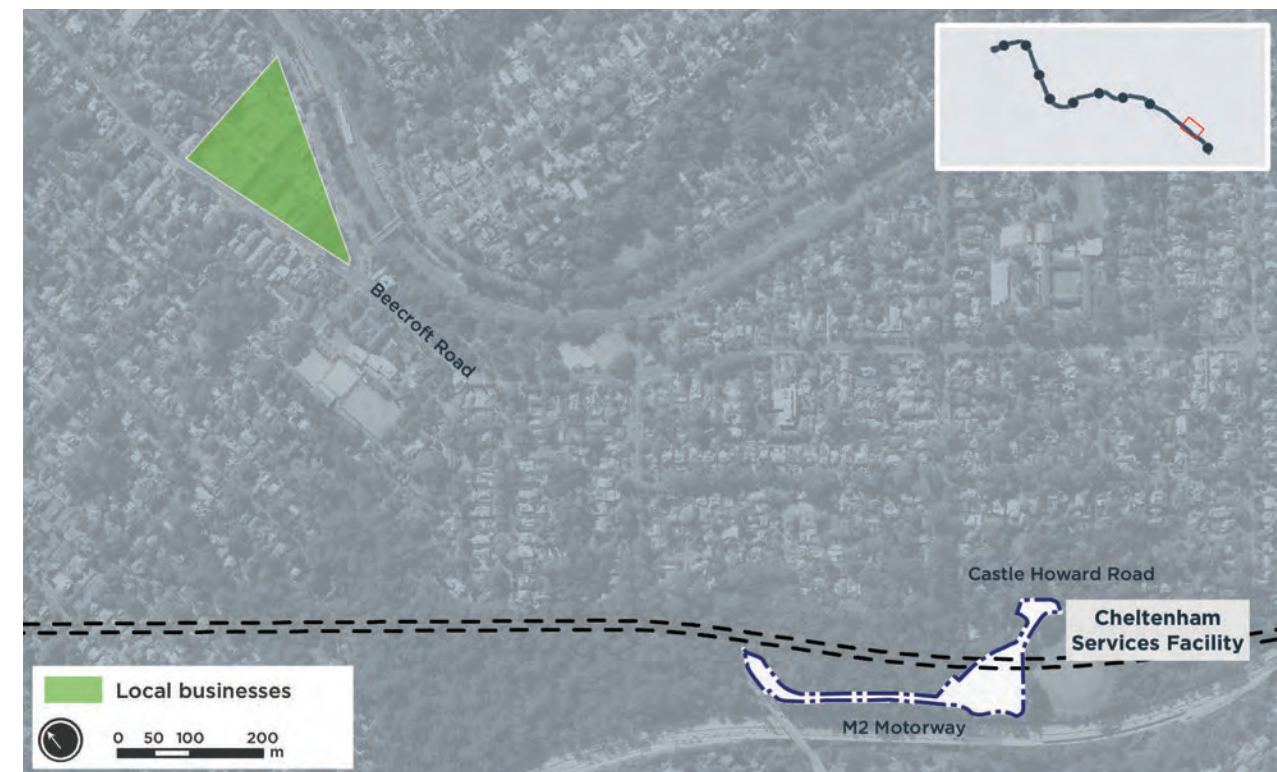 Beecroft Road
Castle Howard Road
Cheltenham
Services Facility
M2 Motorway
Local businesses
0 50 100 200
m